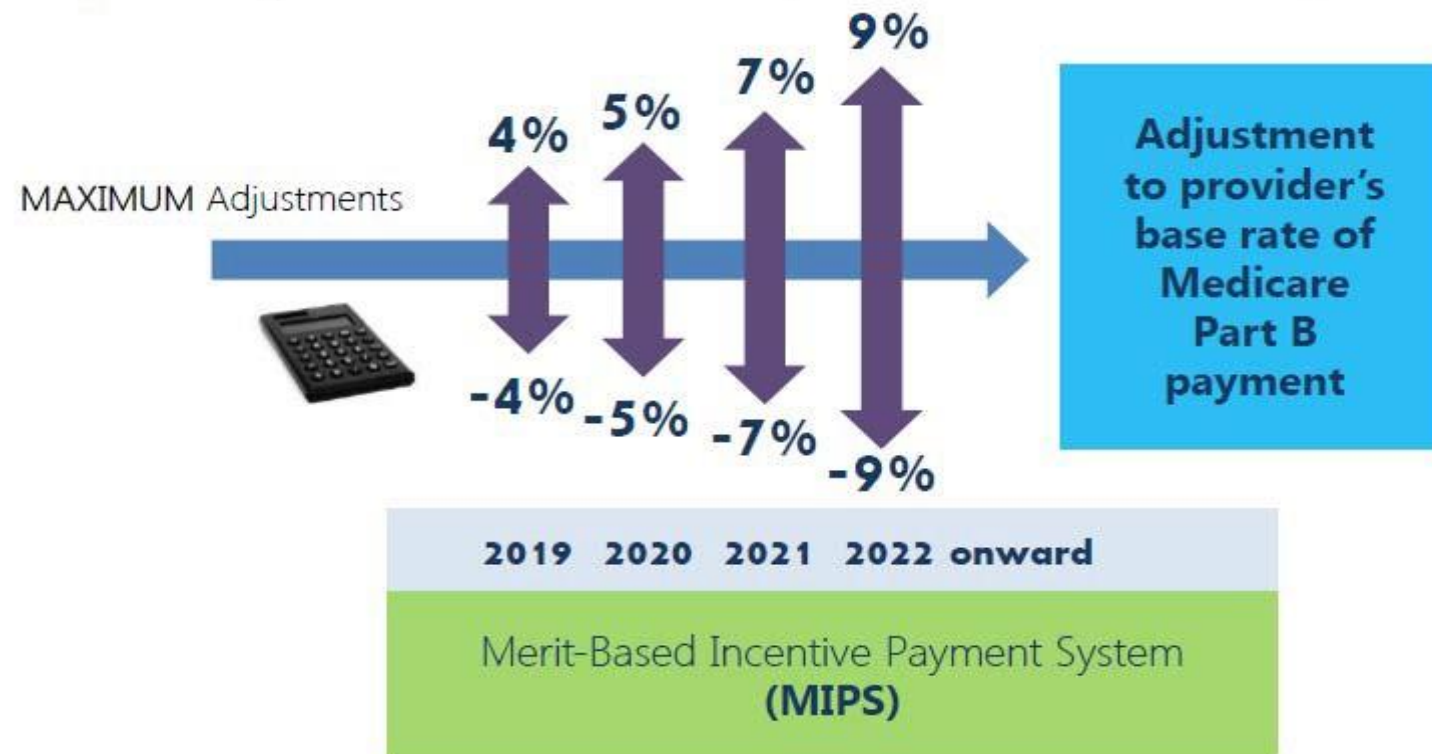 9%
7%
5%
4%
MAXIMUM Adjustments
-4%
-5%
-7%
-9%
Adjustment
to provider's
base rate of
Medicare
Part B
payment
2019 2020 2021 2022 onward
Merit-Based Incentive Payment System
(MIPS)